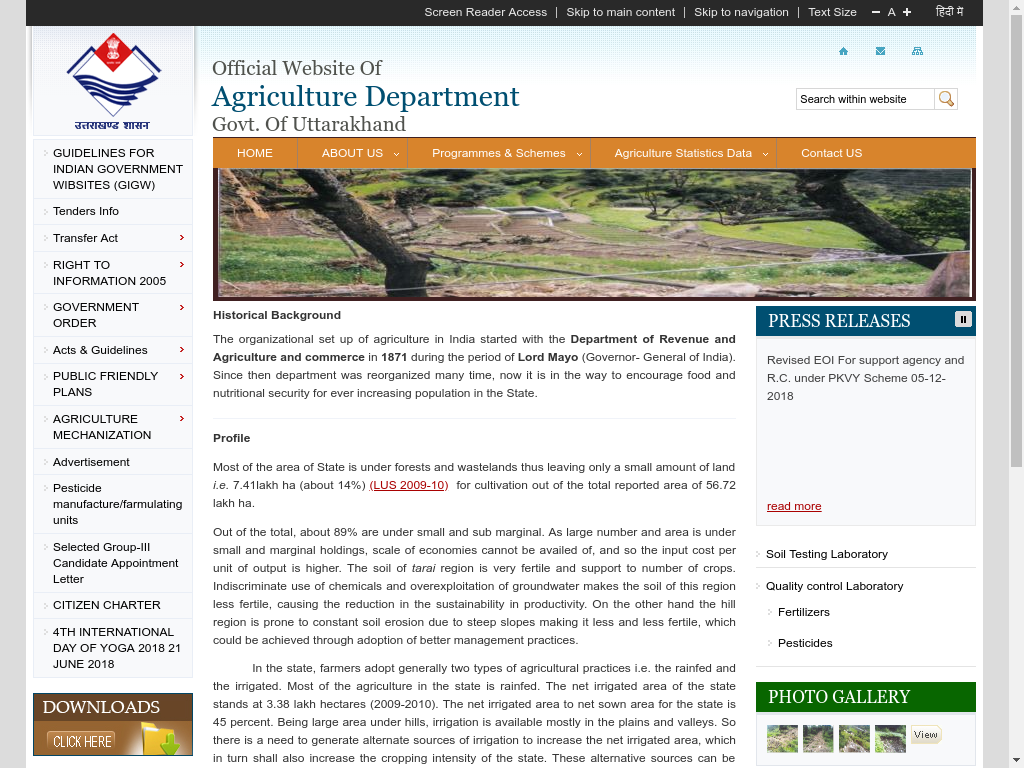 Screen Reader Access | Skip to main content | Skip to navigation | Text Size − A + हिंदी में
उत्तराखण्ड शासन
Official Website Of
Agriculture Department
Govt. Of Uttarakhand
Search within website
HOME ABOUT US Programmes & Schemes Agriculture Statistics Data Contact US
GUIDELINES FOR
INDIAN GOVERNMENT
WIBSITES (GIGW)
Tenders Info
Transfer Act
RIGHT TO
INFORMATION 2005
GOVERNMENT
ORDER
Acts & Guidelines
PUBLIC FRIENDLY
PLANS
AGRICULTURE
MECHANIZATION
Advertisement
Pesticide
manufacture/farmulating
units
Selected Group-III
Candidate Appointment
Letter
CITIZEN CHARTER
4TH INTERNATIONAL
DAY OF YOGA 2018 21
JUNE 2018
DOWNLOADS
CLICK HERE
Historical Background
The organizational set up of agriculture in India started with the Department of Revenue and
Agriculture and commerce in 1871 during the period of Lord Mayo (Governor- General of India).
Since then department was reorganized many time, now it is in the way to encourage food and
nutritional security for ever increasing population in the State.
Profile
Most of the area of State is under forests and wastelands thus leaving only a small amount of land
i.e. 7.41lakh ha (about 14%) (LUS 2009-10) for cultivation out of the total reported area of 56.72
lakh ha.
Out of the total, about 89% are under small and sub marginal. As large number and area is under
small and marginal holdings, scale of economies cannot be availed of, and so the input cost per
unit of output is higher. The soil of tarai region is very fertile and support to number of crops.
Indiscriminate use of chemicals and overexploitation of groundwater makes the soil of this region
less fertile, causing the reduction in the sustainability in productivity. On the other hand the hill
region is prone to constant soil erosion due to steep slopes making it less and less fertile, which
could be achieved through adoption of better management practices.
In the state, farmers adopt generally two types of agricultural practices i.e. the rainfed and
the irrigated. Most of the agriculture in the state is rainfed. The net irrigated area of the state
stands at 3.38 lakh hectares (2009-2010). The net irrigated area to net sown area for the state is
45 percent. Being large area under hills, irrigation is available mostly in the plains and valleys. So
there is a need to generate alternate sources of irrigation to increase the net irrigated area, which
in turn shall also increase the cropping intensity of the state. These alternative sources can be
PRESS RELEASES
Revised EOI For support agency and
R.C. under PKVY Scheme 05-12-
2018
read more
Soil Testing Laboratory
Quality control Laboratory
Fertilizers
Pesticides
PHOTO GALLERY
View